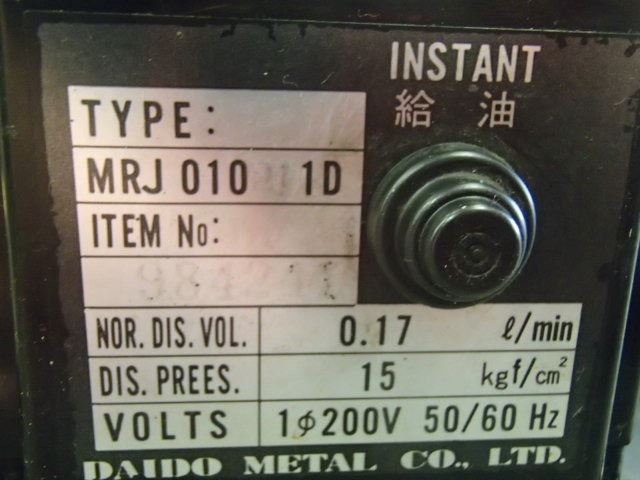 INSTANT
給 油
TYPE:
MRJ 010 1D
ITEM No:
NOR. DIS. VOL. 0.17 ℓ/min
DIS. PREES. 15 kgf/cm²
VOLTS 1φ200V 50/60 Hz
DAIDO METAL CO., LTD.